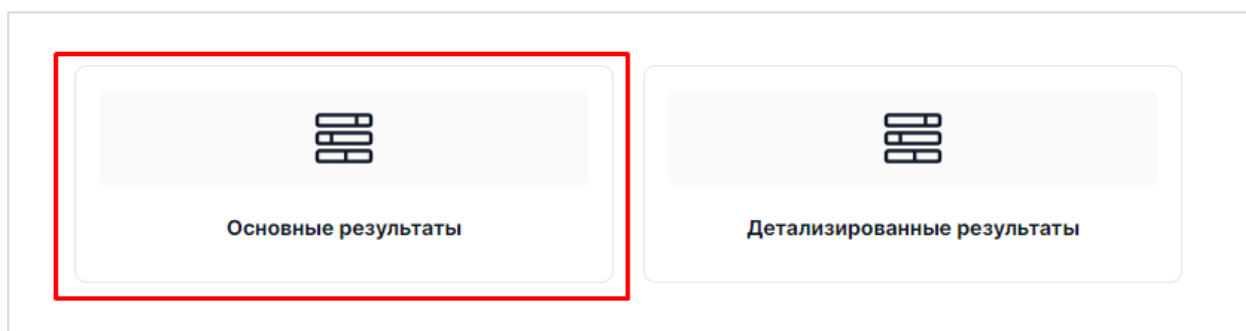 Основные результаты
Детализированные результаты